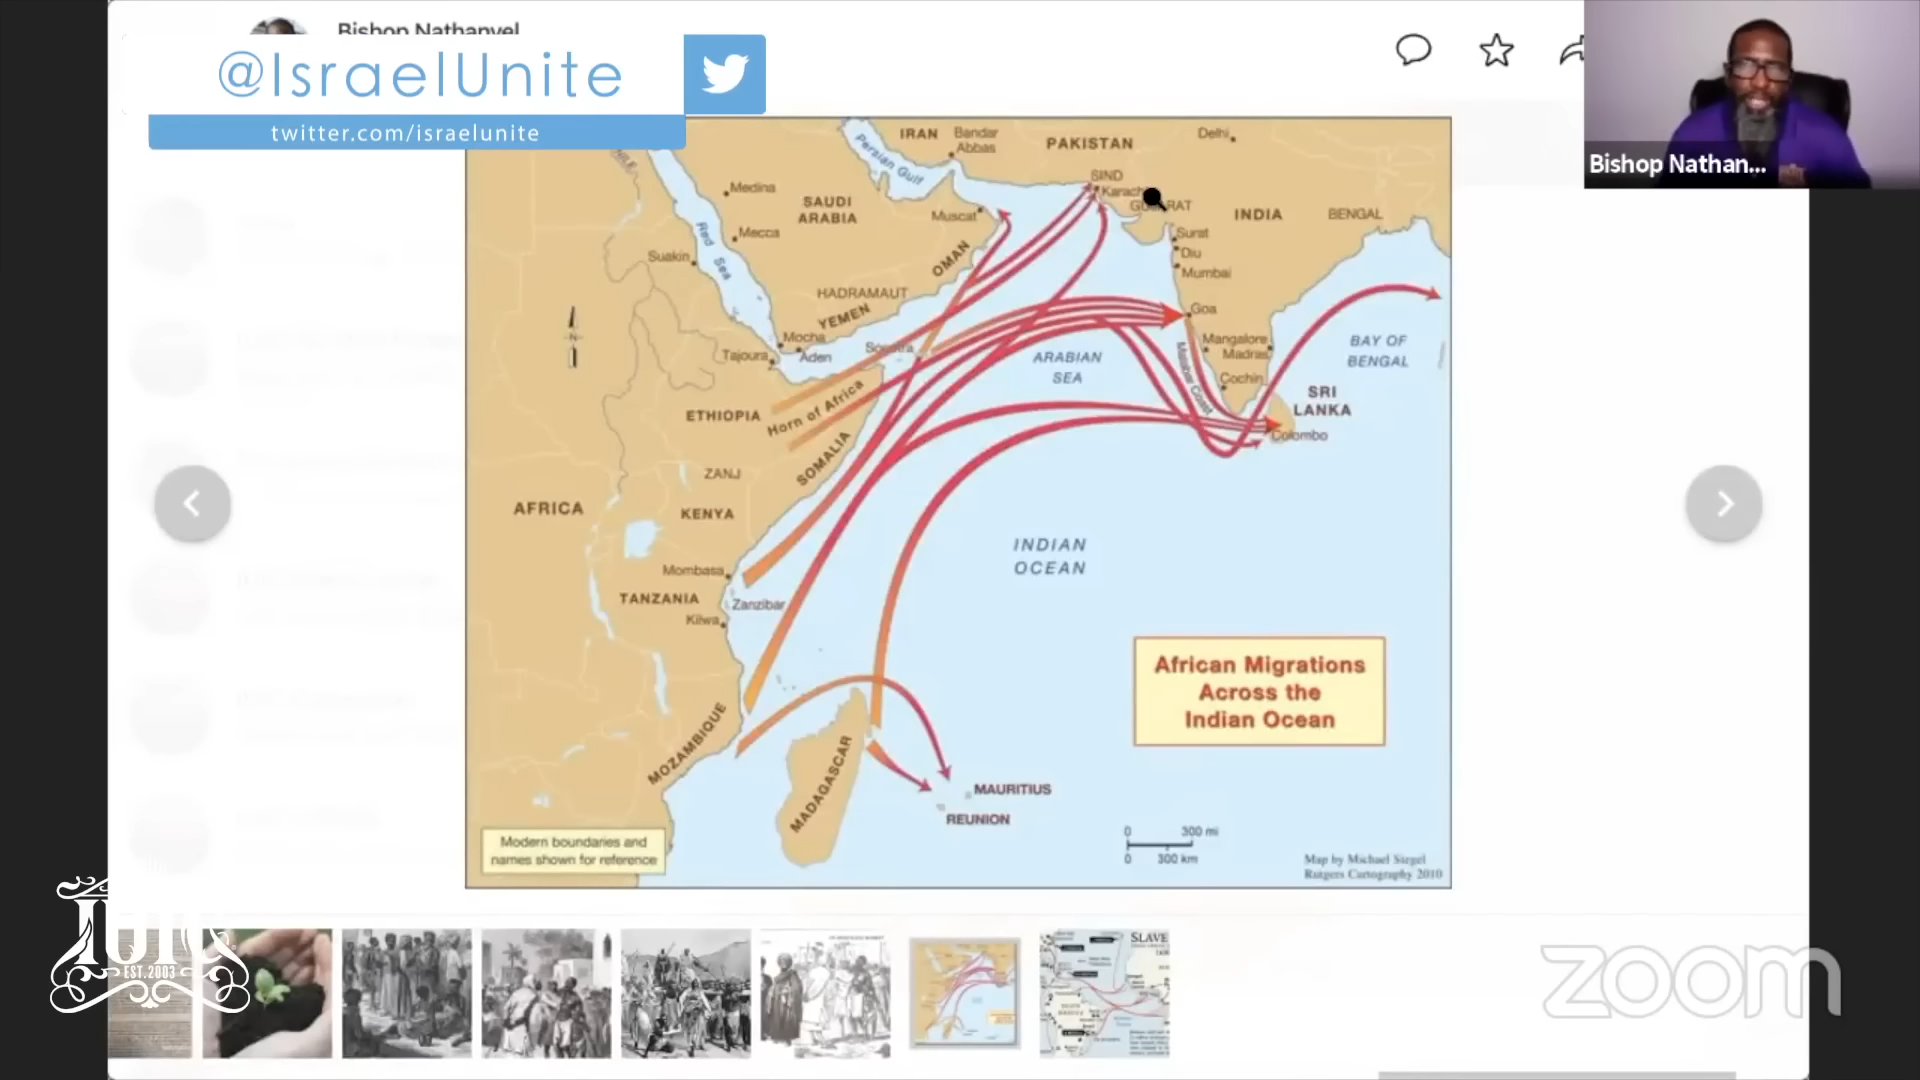 Bishop Nathanyel
@IsraelUnite
twitter.com/israelunite
Bishop Nathan...
IRAN
Bandar
Abbas
PAKISTAN
Delhi
Persian Gulf
SIND
Karachi
Medina
SAUDI
ARABIA
Muscat
INDIA
BENGAL
Mecca
Red Sea
Suakin
OMAN
Surat
Diu
Mumbai
HADRAMAUT
YEMEN
Goa
Mocha
Aden
Tajoura
Mangalore
Madras
Malabar Coast
ARABIAN
SEA
BAY OF
BENGAL
Cochin
SRI
LANKA
Colombo
ETHIOPIA
Horn of Africa
SOMALIA
ZANJ
AFRICA
KENYA
INDIAN
OCEAN
Mombasa
TANZANIA
Zanzibar
Kilwa
African Migrations
Across the
Indian Ocean
MOZAMBIQUE
MADAGASCAR
MAURITIUS
REUNION
0 300 mi
0 300 km
Modern boundaries and
names shown for reference
Map by Michael Siegel
Rutgers Cartography 2010
N
IUIC
EST.2003
SLAVE
zoom